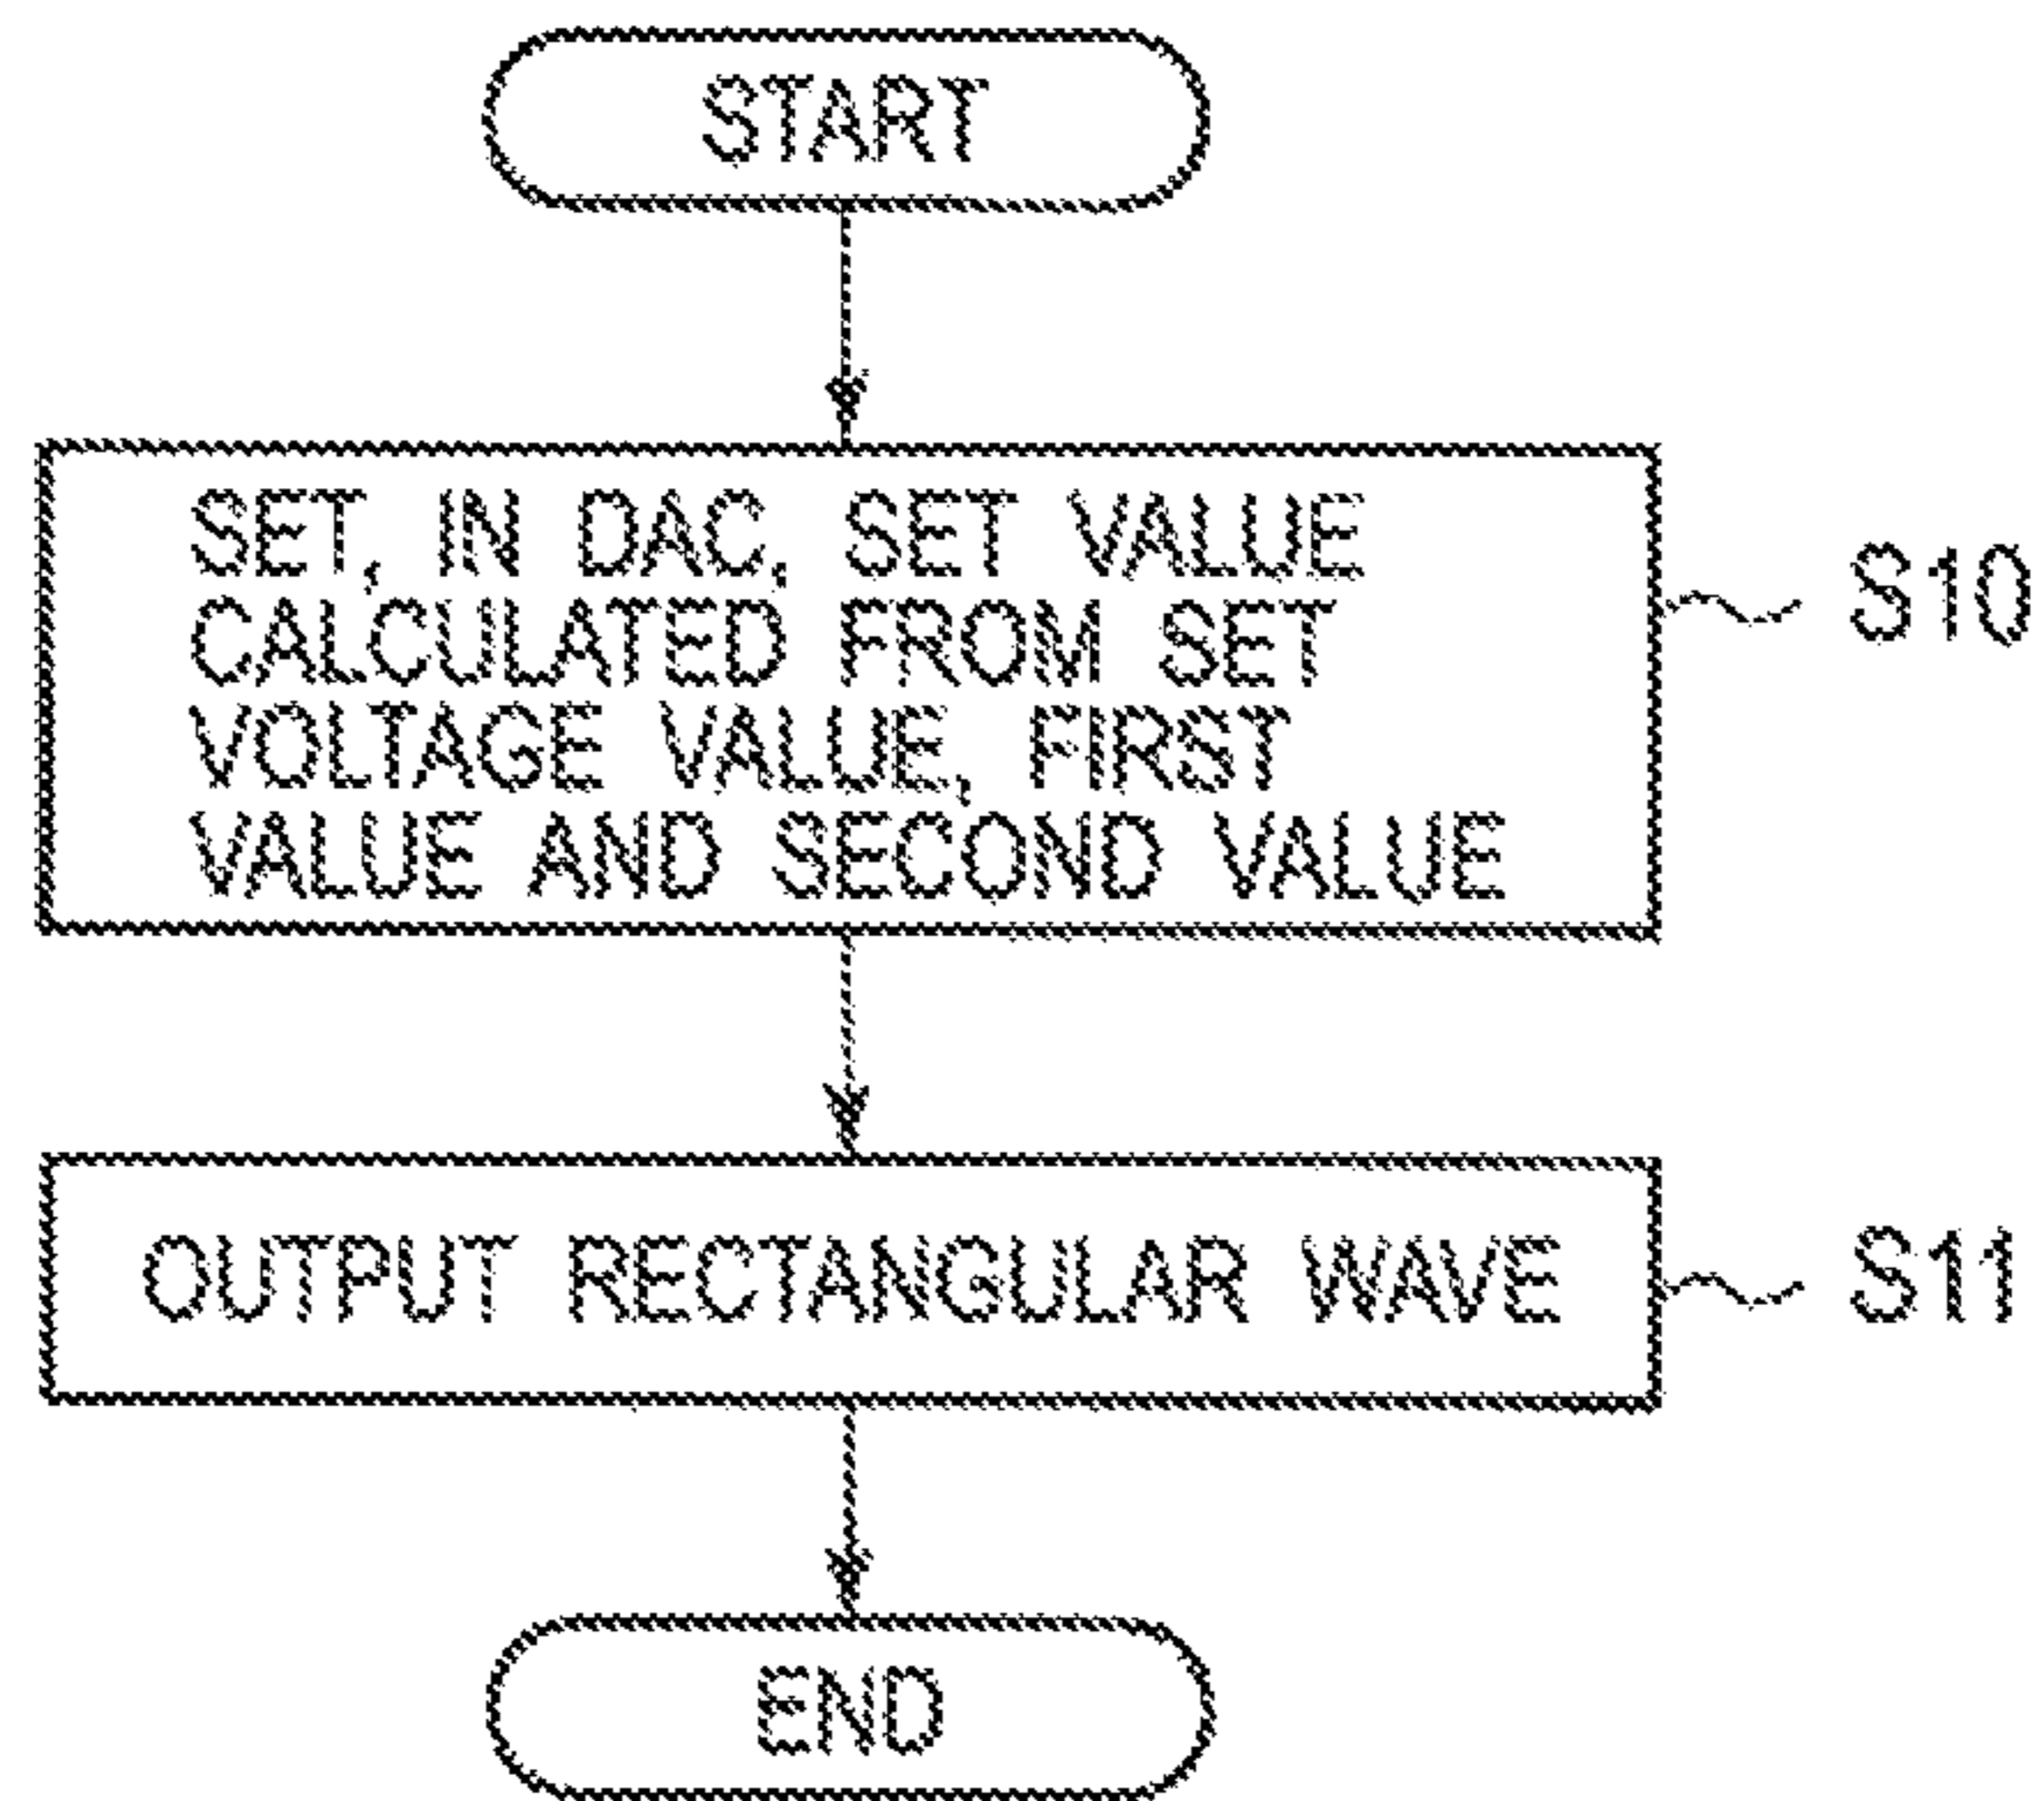 START
SET, IN DAC, SET VALUE
CALCULATED FROM SET
VOLTAGE VALUE, FIRST
VALUE AND SECOND VALUE
S10
OUTPUT RECTANGULAR WAVE
S11
END